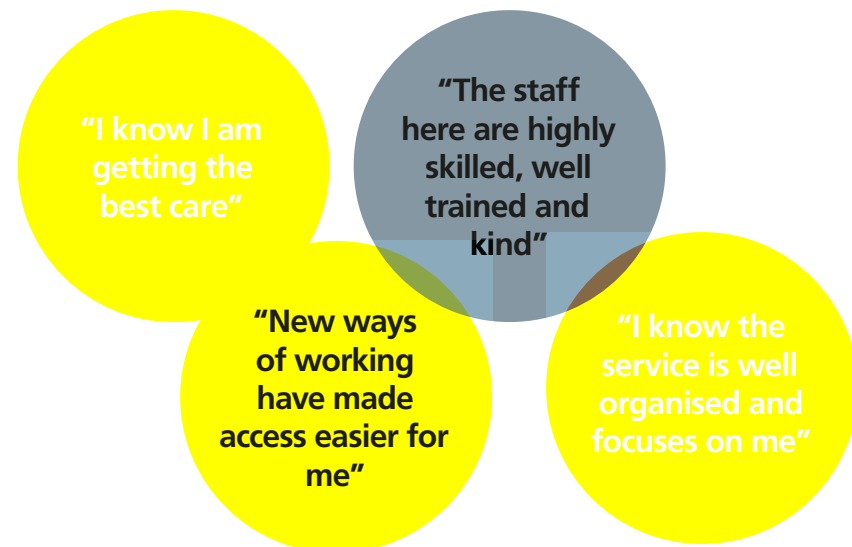 “I know I am
getting the
best care”
“The staff
here are highly
skilled, well
trained and
kind”
“New ways
of working
have made
access easier for
me”
“I know the
service is well
organised and
focuses on me”